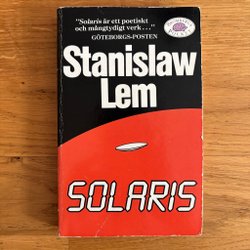 "Solaris är ett poetiskt
och mångtydigt verk..."
GÖTEBORGS-POSTEN
Stanislaw
Lem
SOLARIS